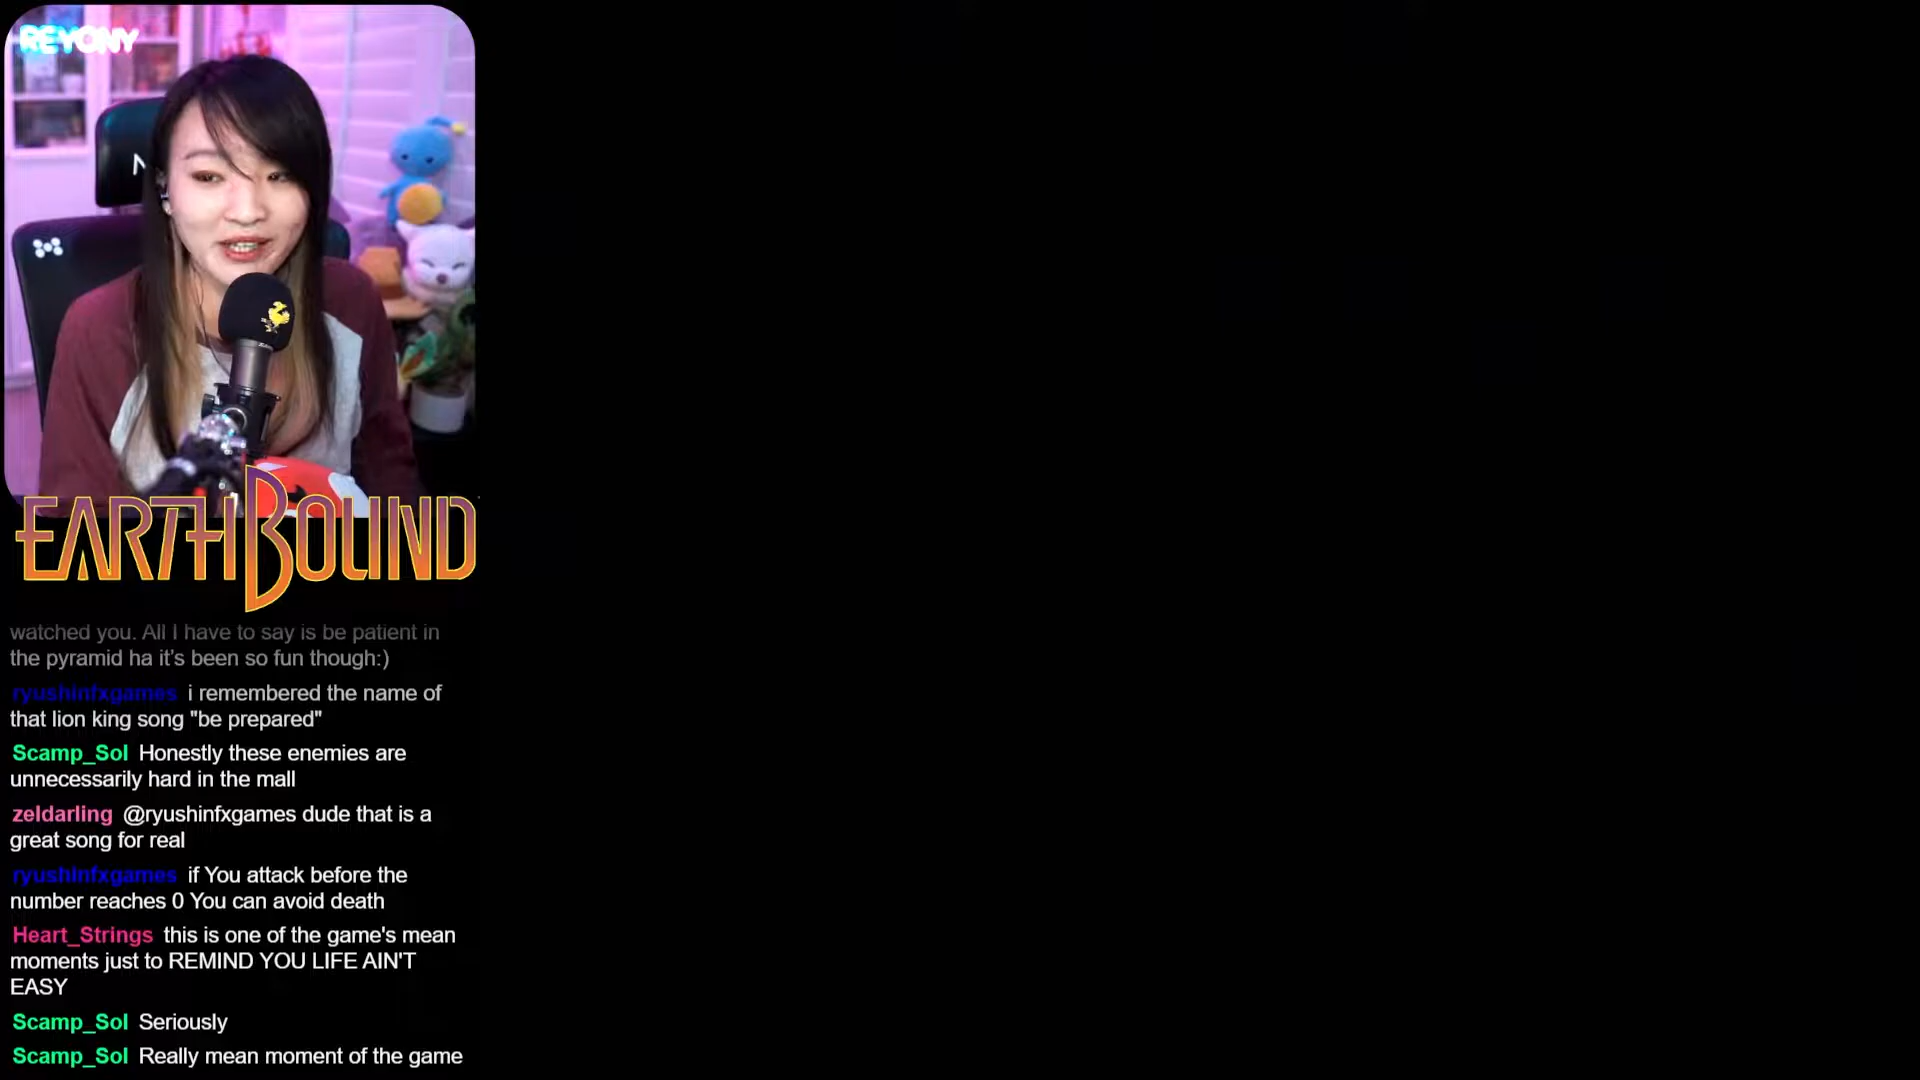 REYONY
N
EARTHBOUND
watched you. All I have to say is be patient in
the pyramid ha it’s been so fun though:)
ryushinfxgames i remembered the name of
that lion king song "be prepared"
Scamp_Sol Honestly these enemies are
unnecessarily hard in the mall
zeldarling @ryushinfxgames dude that is a
great song for real
ryushinfxgames if You attack before the
number reaches 0 You can avoid death
Heart_Strings this is one of the game's mean
moments just to REMIND YOU LIFE AIN'T
EASY
Scamp_Sol Seriously
Scamp_Sol Really mean moment of the game